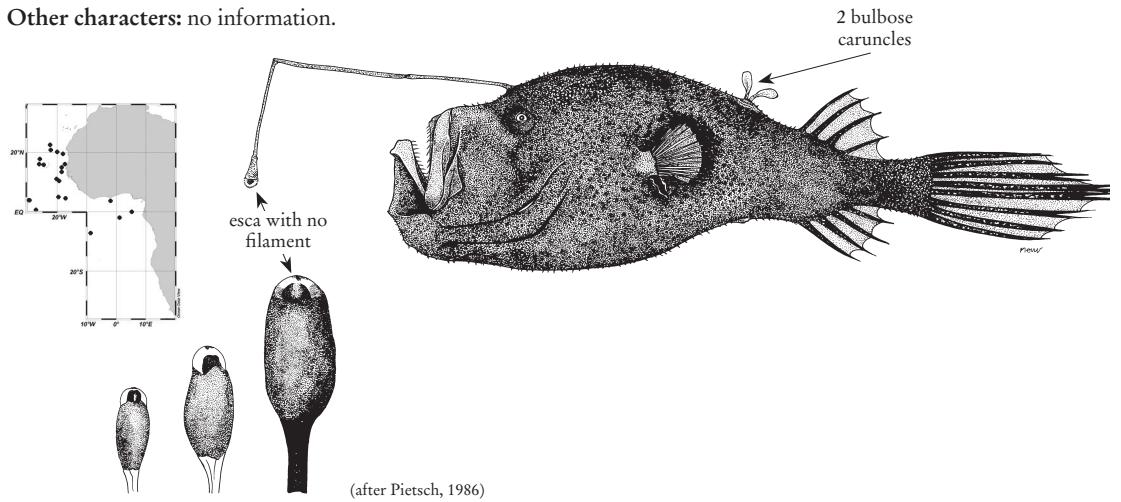 Other characters: no information.
2 bulbose
caruncles
20°N
EQ
20°W
20°S
10°W 0° 10°E
esca with no
filament
new
(after Pietsch, 1986)